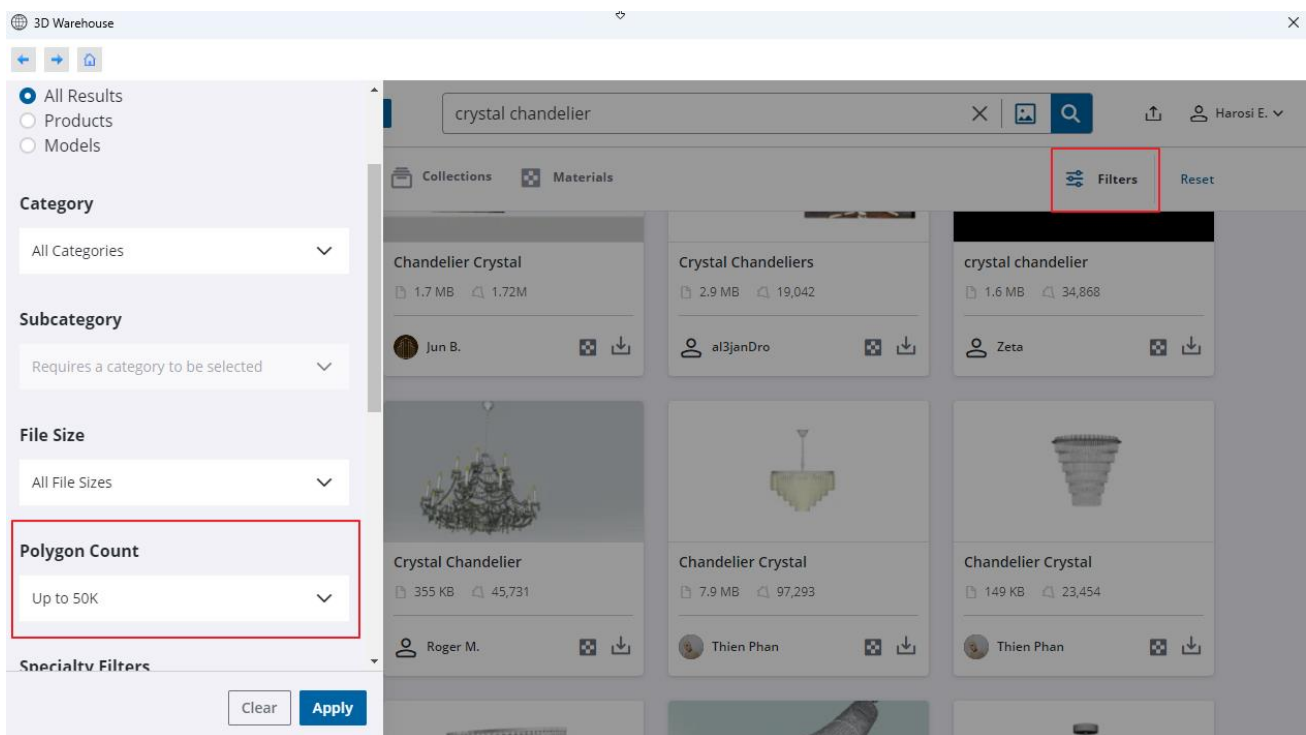 3D Warehouse
All Results
Products
Models
Category
All Categories
Subcategory
Requires a category to be selected
File Size
All File Sizes
Polygon Count
Up to 50K
Specialty Filters
Clear
Apply
crystal chandelier
Harosi E.
Collections
Materials
Filters
Reset
Chandelier Crystal
1.7 MB 1.72M
Jun B.
Crystal Chandeliers
2.9 MB 19,042
al3janDro
crystal chandelier
1.6 MB 34,868
Zeta
Crystal Chandelier
355 KB 45,731
Roger M.
Chandelier Crystal
7.9 MB 97,293
Thien Phan
Chandelier Crystal
149 KB 23,454
Thien Phan